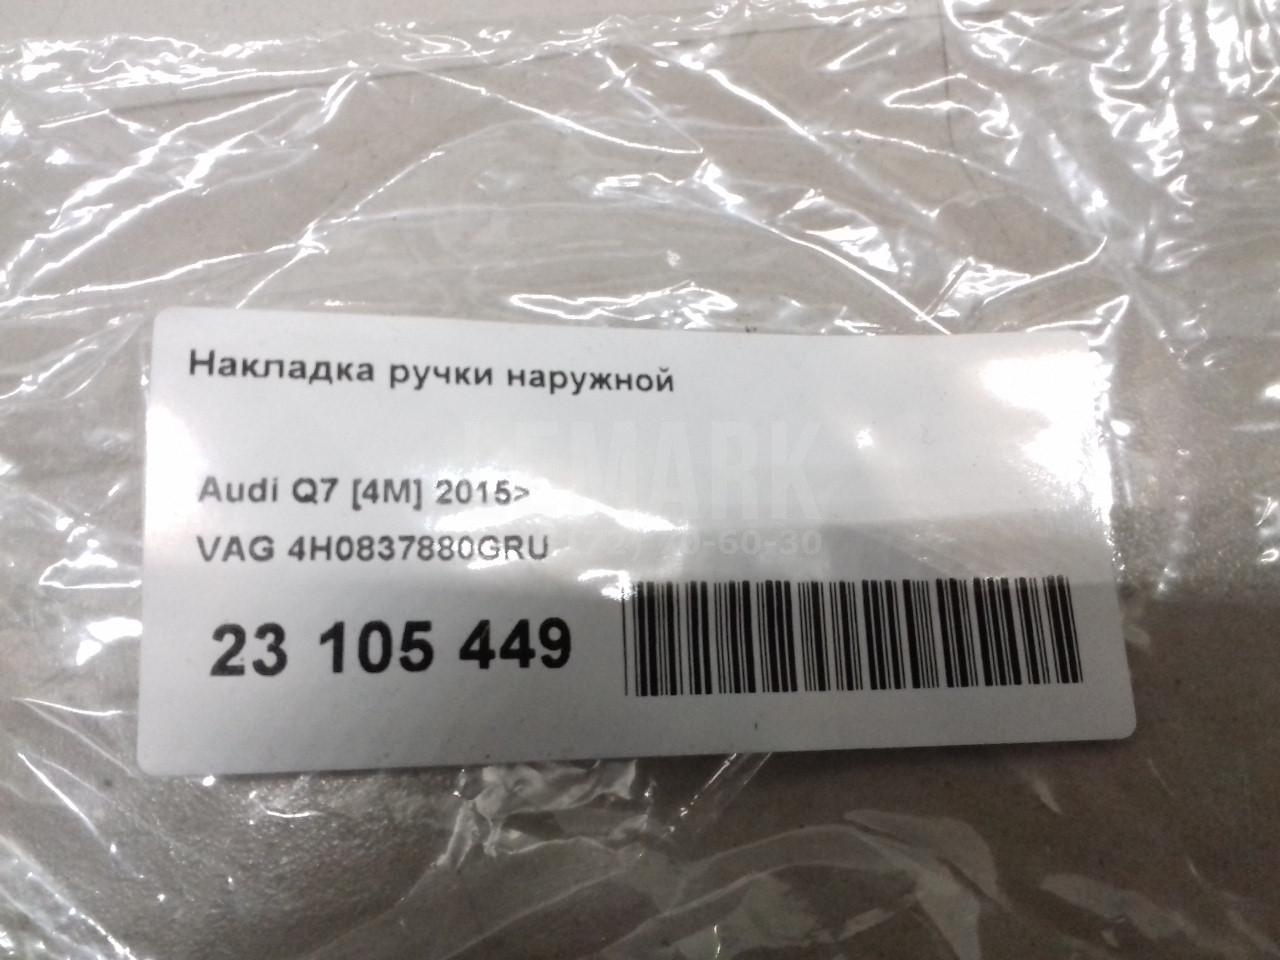 Накладка ручки наружной
Audi Q7 [4M] 2015>
VAG 4H0837880GRU
23 105 449